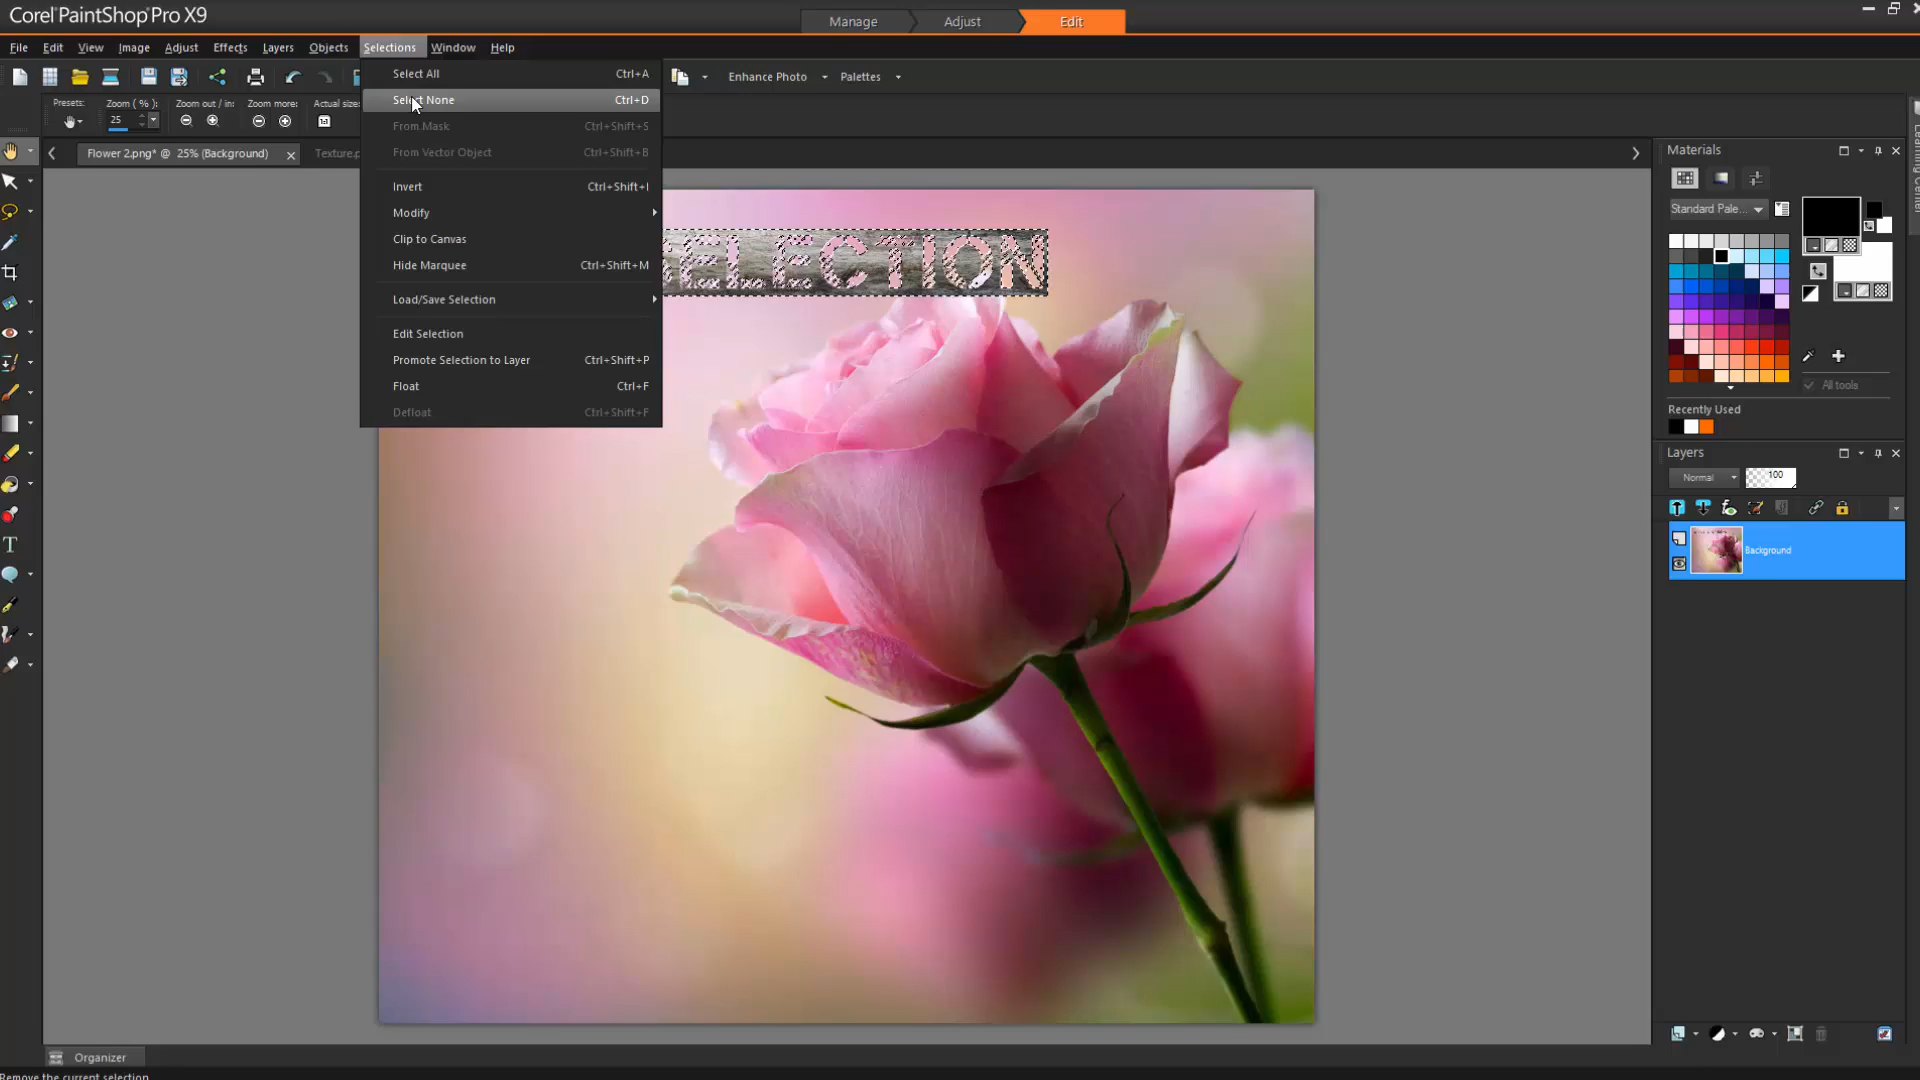 Corel PaintShop Pro X9
Manage Adjust Edit
File Edit View Image Adjust Effects Layers Objects Selections Window Help
Select All Ctrl+A
Select None Ctrl+D
From Mask Ctrl+Shift+S
From Vector Object Ctrl+Shift+B
Invert Ctrl+Shift+I
Modify
Clip to Canvas
Hide Marquee Ctrl+Shift+M
Load/Save Selection
Edit Selection
Promote Selection to Layer Ctrl+Shift+P
Float Ctrl+F
Defloat Ctrl+Shift+F
Enhance Photo Palettes
Presets: Zoom ( % ): Zoom out / in: Zoom more: Actual size:
25
Flower 2.png* @ 25% (Background) Texture.p
SELECTION
Materials
Learning Center
Standard Pale...
All tools
Recently Used
Layers
Normal 100
Background
Organizer
Remove the current selection